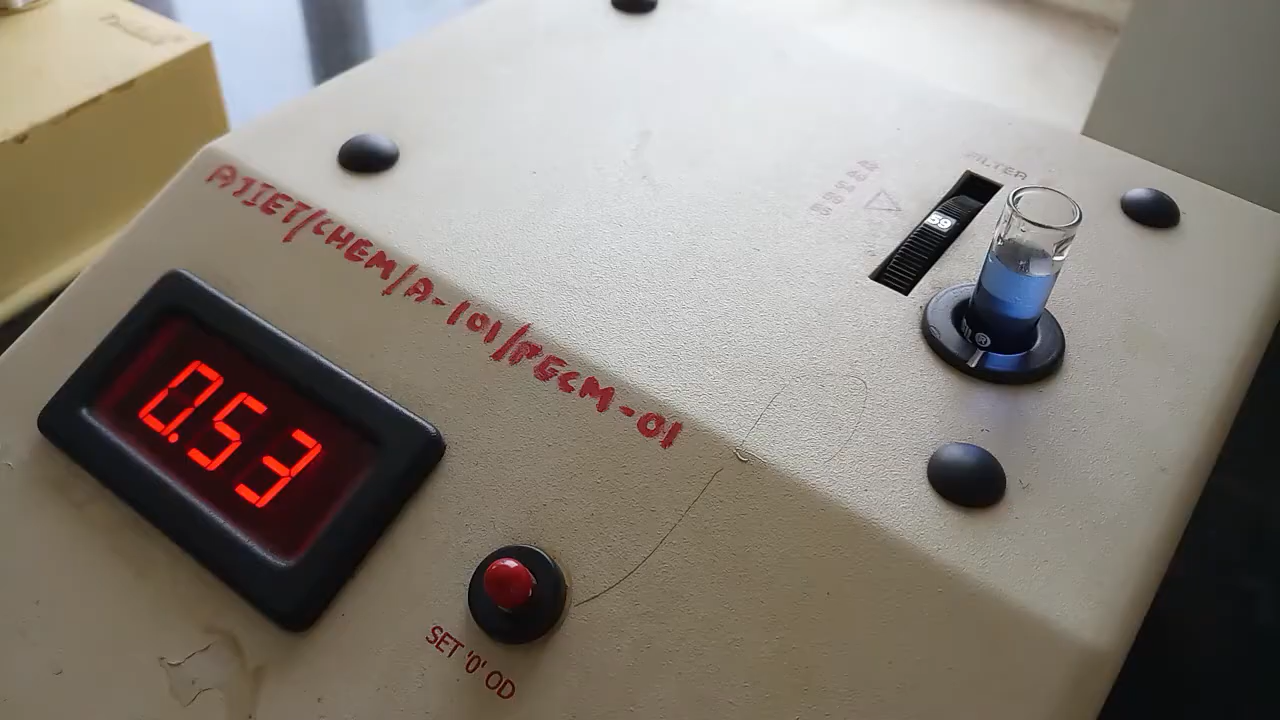 FILTER
59
AJIET/CHEM/A-101/PECM-01
0.53
SET '0' OD